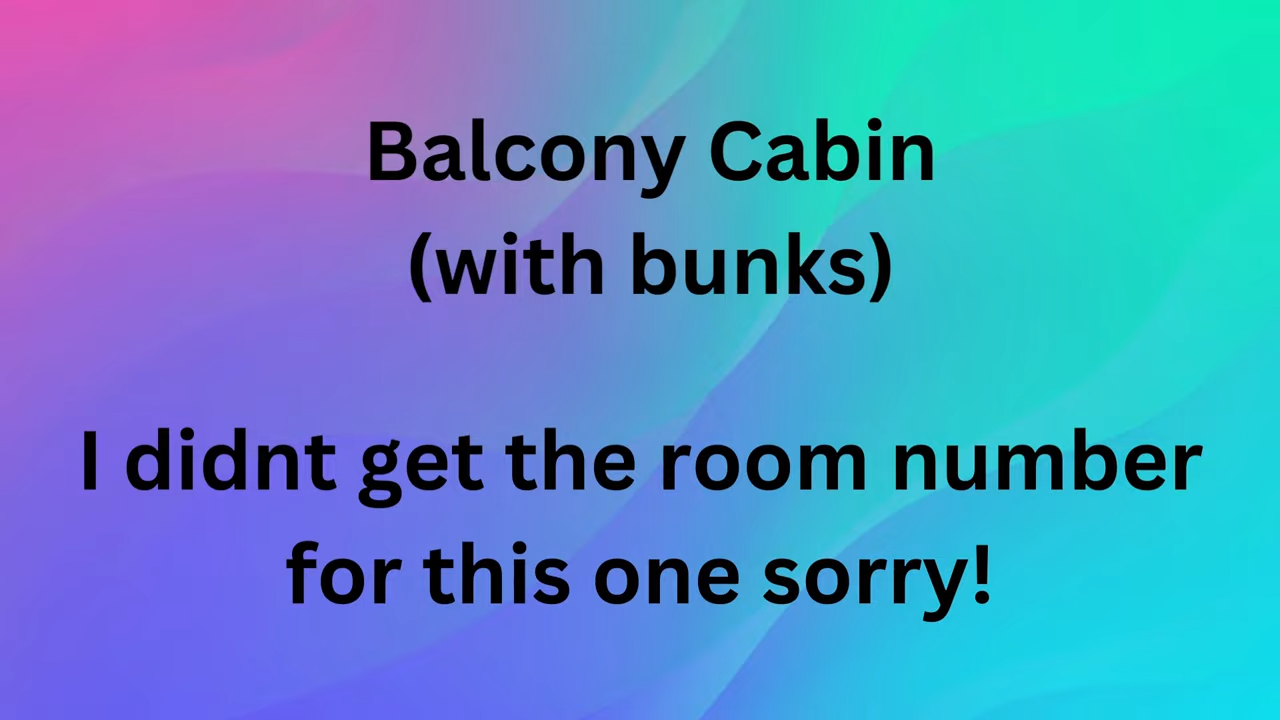 Balcony Cabin
(with bunks)
I didnt get the room number
for this one sorry!